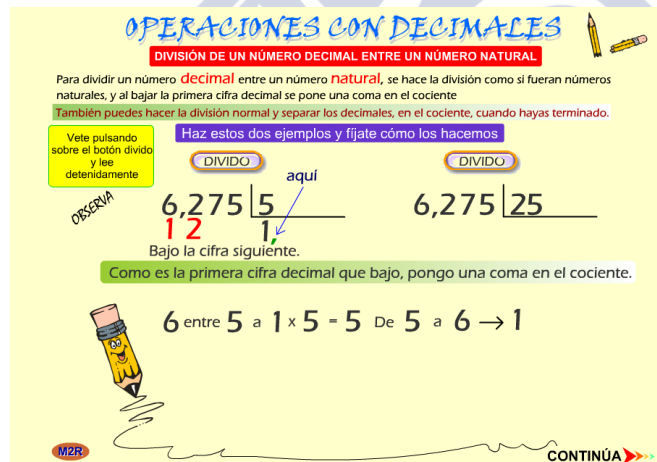 OPERACIONES CON DECIMALES
DIVISIÓN DE UN NÚMERO DECIMAL ENTRE UN NÚMERO NATURAL
Para dividir un número decimal entre un número natural, se hace la división como si fueran números
naturales, y al bajar la primera cifra decimal se pone una coma en el cociente
También puedes hacer la división normal y separar los decimales, en el cociente, cuando hayas terminado.
Vete pulsando
sobre el botón divido
y lee
detenidamente
Haz estos dos ejemplos y fíjate cómo los hacemos
DIVIDO
DIVIDO
aquí
OBSERVA
6,275 5
6,275 25
1 2
1,
Bajo la cifra siguiente.
Como es la primera cifra decimal que bajo, pongo una coma en el cociente.
6 entre 5 a 1 x 5 = 5 De 5 a 6 → 1
M2R
CONTINÚA